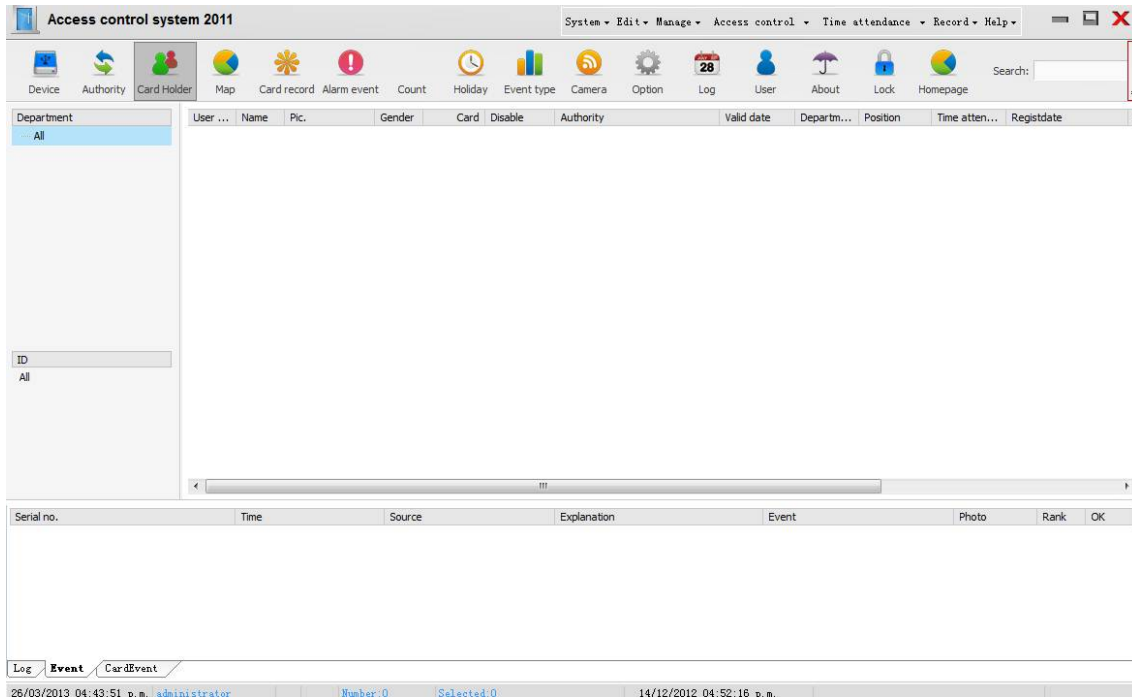 Access control system 2011
System Edit Manage Access control Time attendance Record Help
Device Authority Card Holder Map Card record Alarm event Count Holiday Event type Camera Option Log User About Lock Homepage Search:
28
Department
All
User ... Name Pic. Gender Card Disable Authority Valid date Departm... Position Time atten... Registdate
ID
All
Serial no. Time Source Explanation Event Photo Rank OK
Log Event CardEvent
26/03/2013 04:43:51 p.m. administrator Number:0 Selected:0 14/12/2012 04:52:16 p.m.